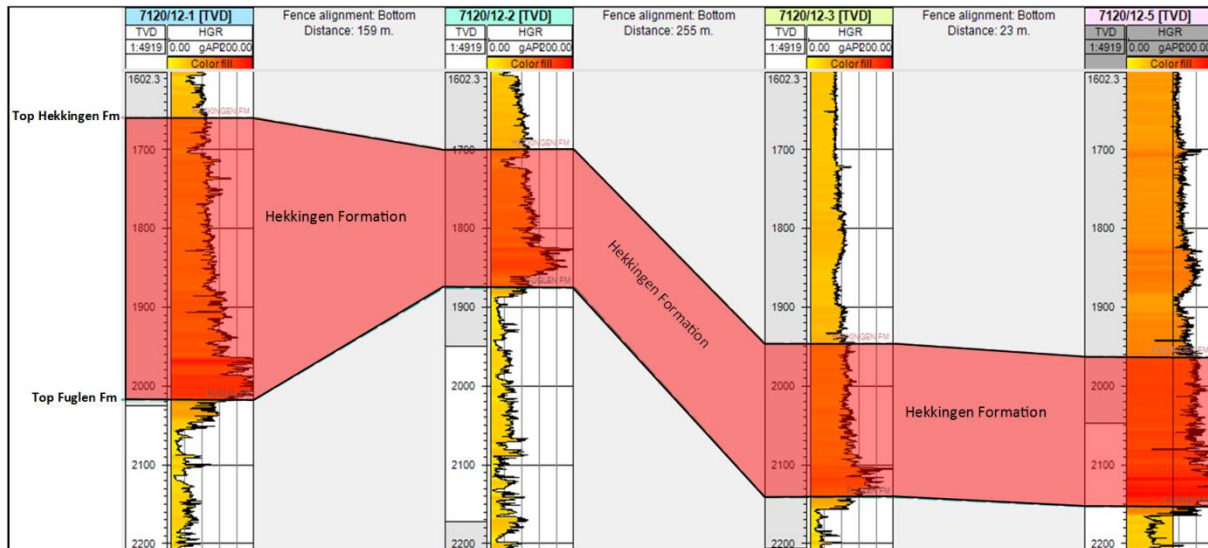 7120/12-1 [TVD]
TVD HGR
1:4919 0.00 gAPI 200.00
Color fill
Fence alignment: Bottom
Distance: 159 m.
7120/12-2 [TVD]
TVD HGR
1:4919 0.00 gAPI 200.00
Color fill
Fence alignment: Bottom
Distance: 255 m.
7120/12-3 [TVD]
TVD HGR
1:4919 0.00 gAPI 200.00
Color fill
Fence alignment: Bottom
Distance: 23 m.
7120/12-5 [TVD]
TVD HGR
1:4919 0.00 gAPI 200.00
Color fill
Top Hekkingen Fm
Top Fuglen Fm
1602.3
1700
1800
1900
2000
2100
2200
Hekkingen Formation
1602.3
HEKKINGEN FM
1700
1800
FUGLEN FM
1900
2000
2100
2200
Hekkingen Formation
1602.3
1700
1800
1900
2000
2100
2200
Hekkingen Formation
1602.3
1700
1800
1900
2000
2100
2200